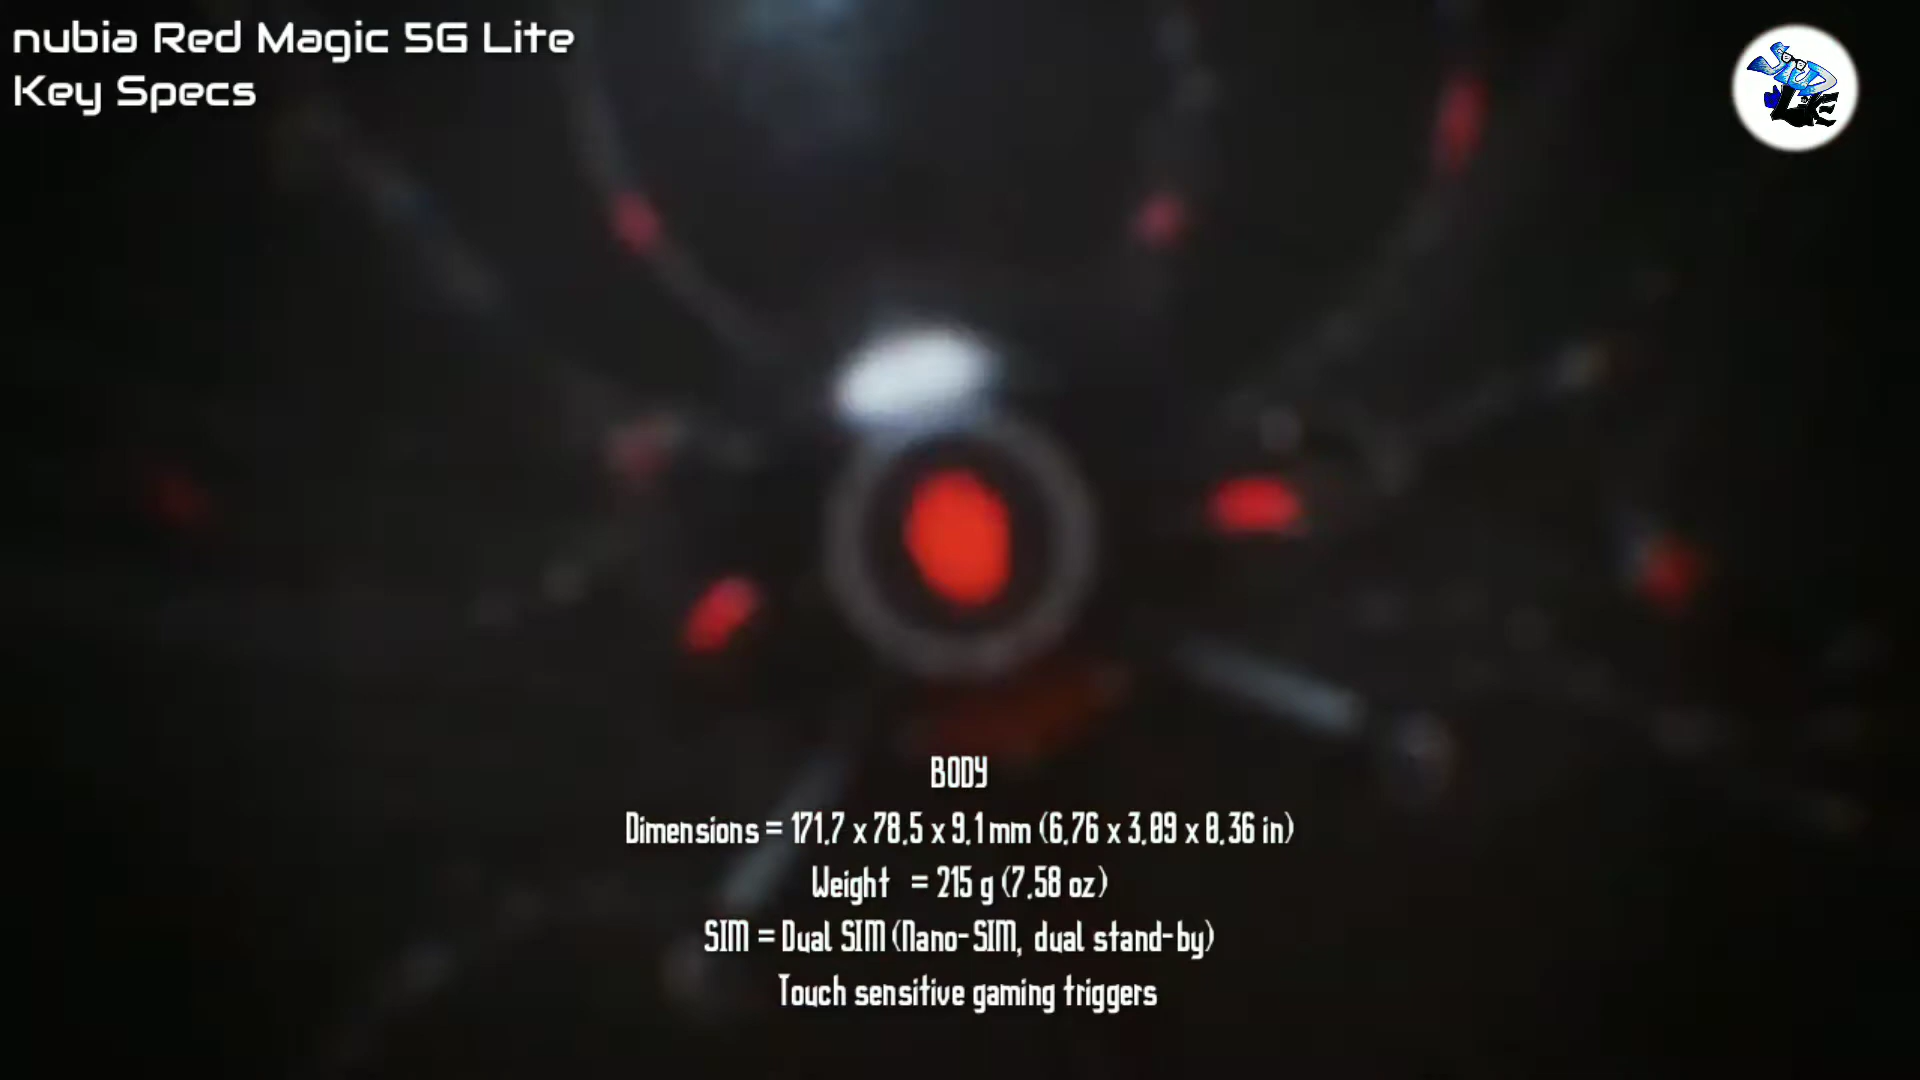 nubia Red Magic 5G Lite
Key Specs
BODY
Dimensions = 171.7 x 78.5 x 9.1 mm (6.76 x 3.09 x 0.36 in)
Weight = 215 g (7.58 oz)
SIM = Dual SIM (Nano-SIM, dual stand-by)
Touch sensitive gaming triggers